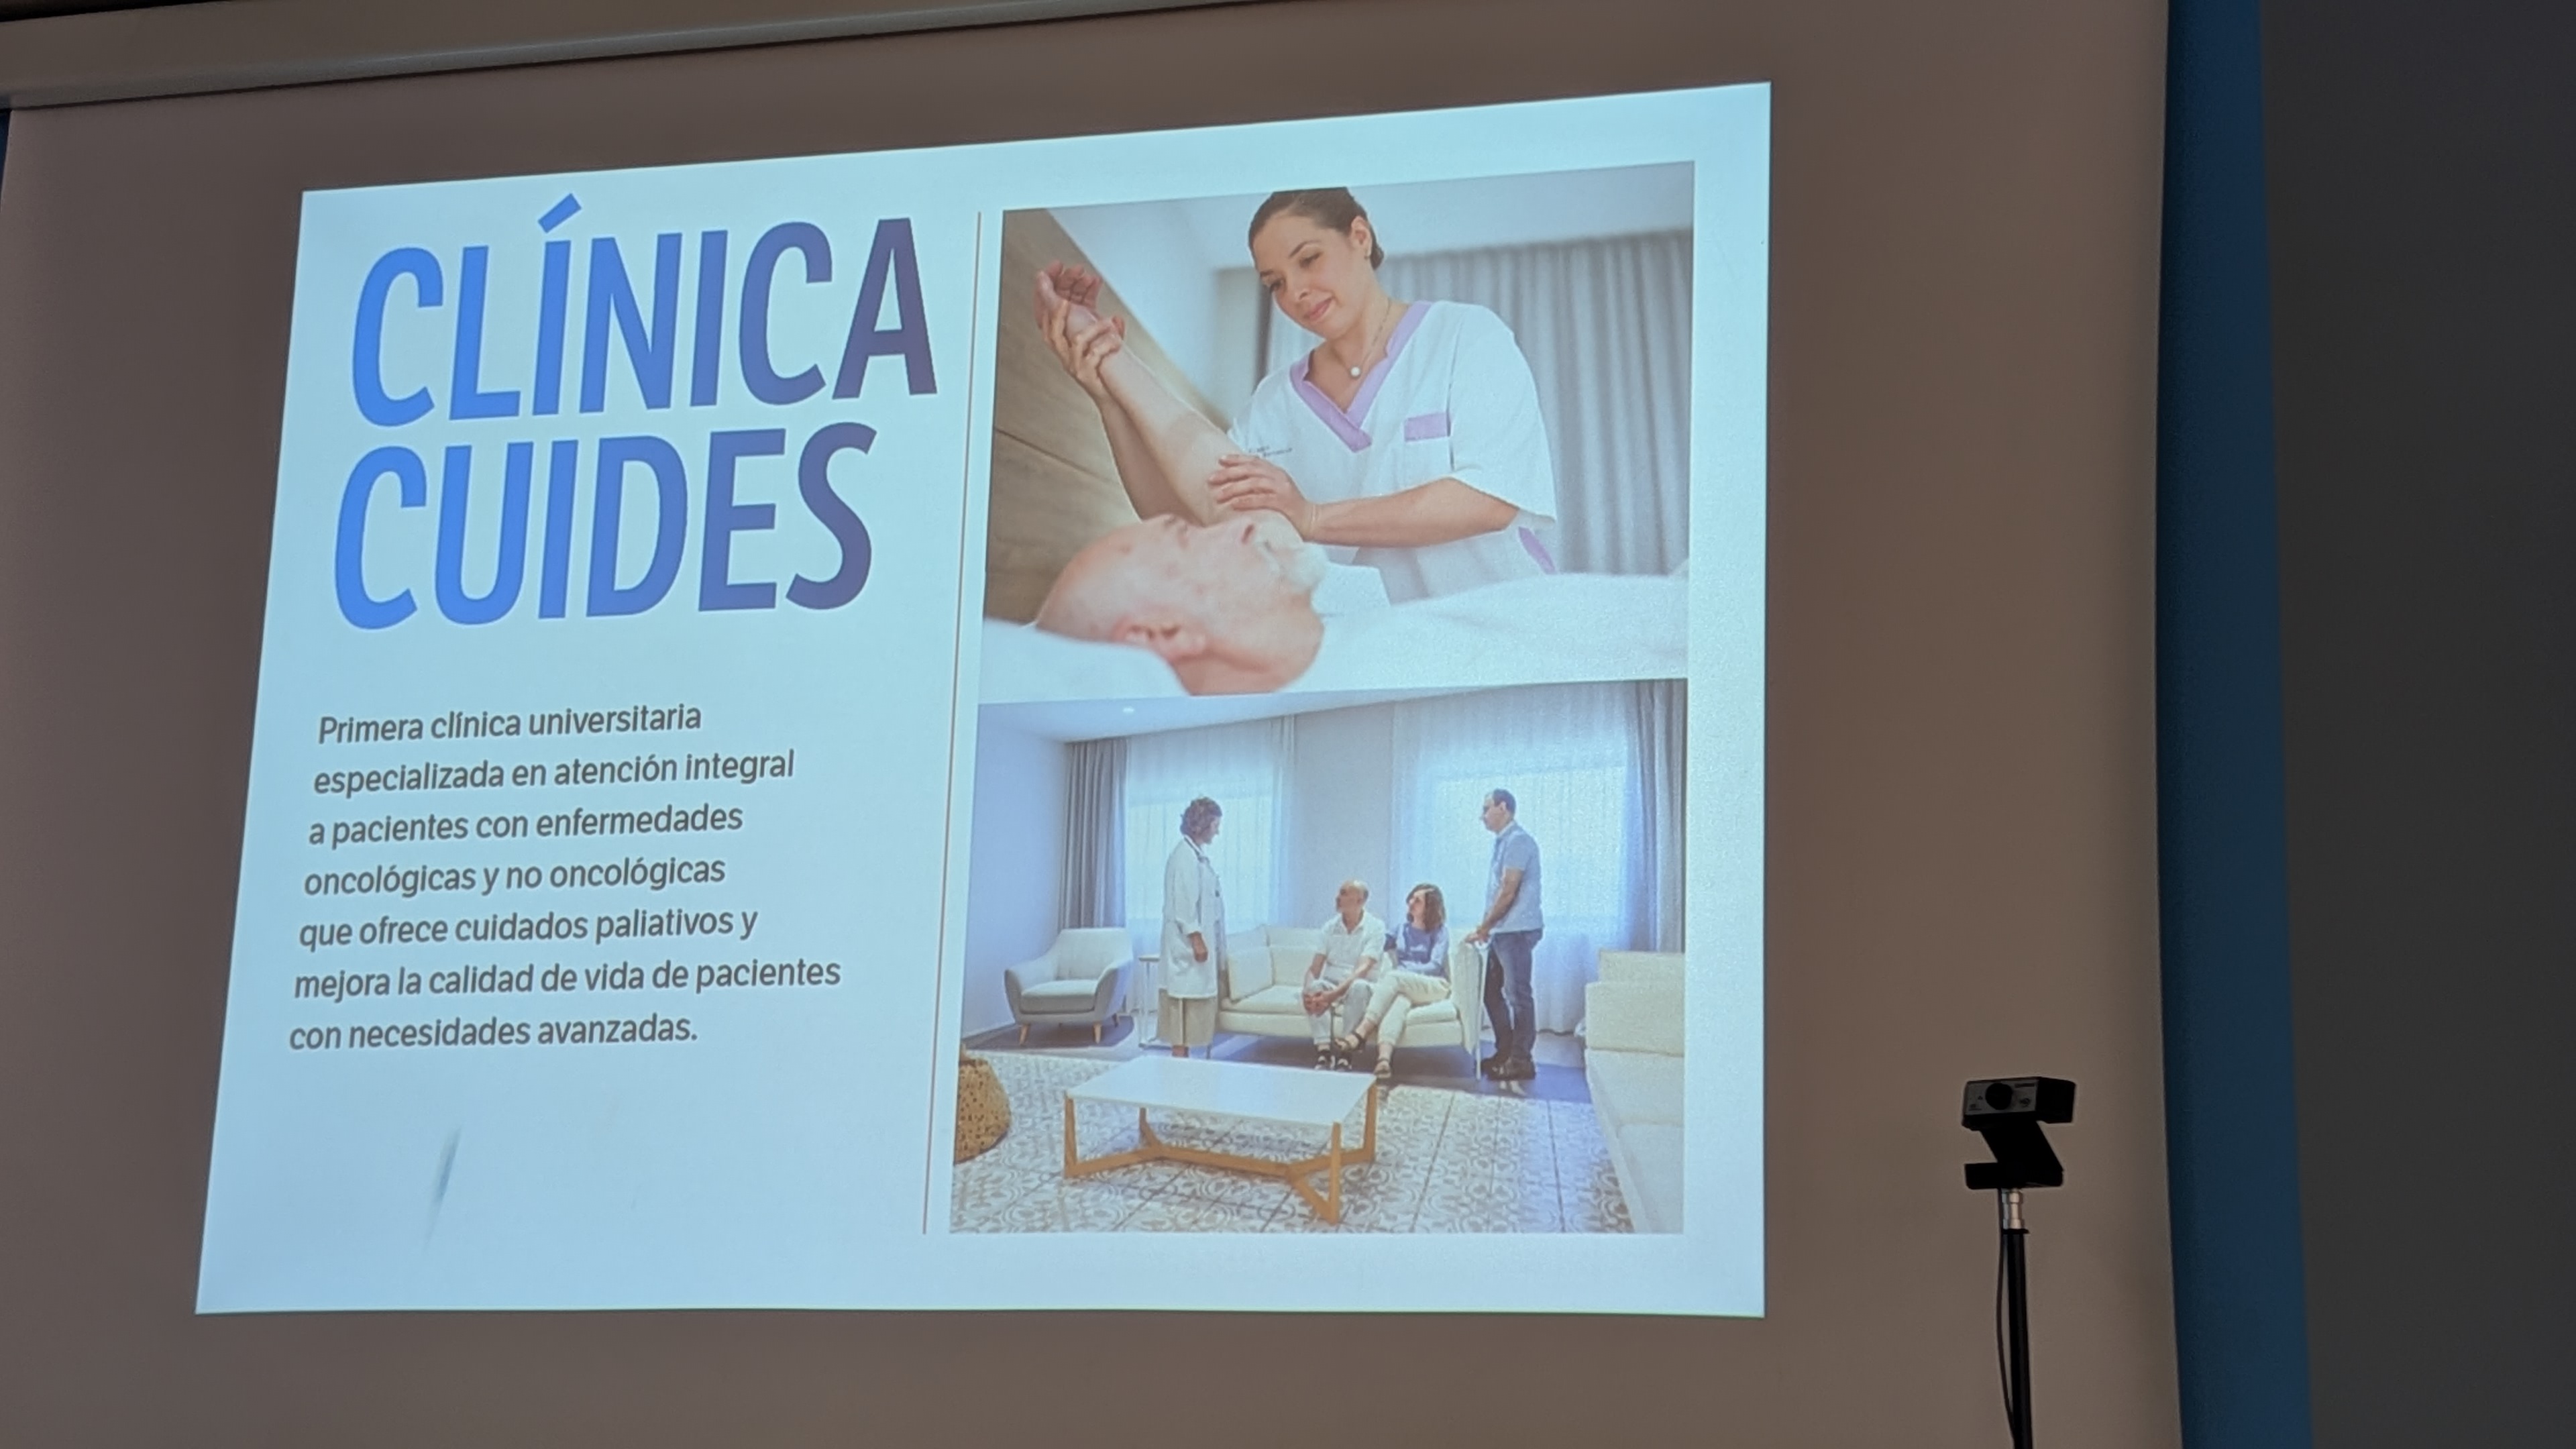 CLÍNICA
CUIDES
Primera clínica universitaria
especializada en atención integral
a pacientes con enfermedades
oncológicas y no oncológicas
que ofrece cuidados paliativos y
mejora la calidad de vida de pacientes
con necesidades avanzadas.